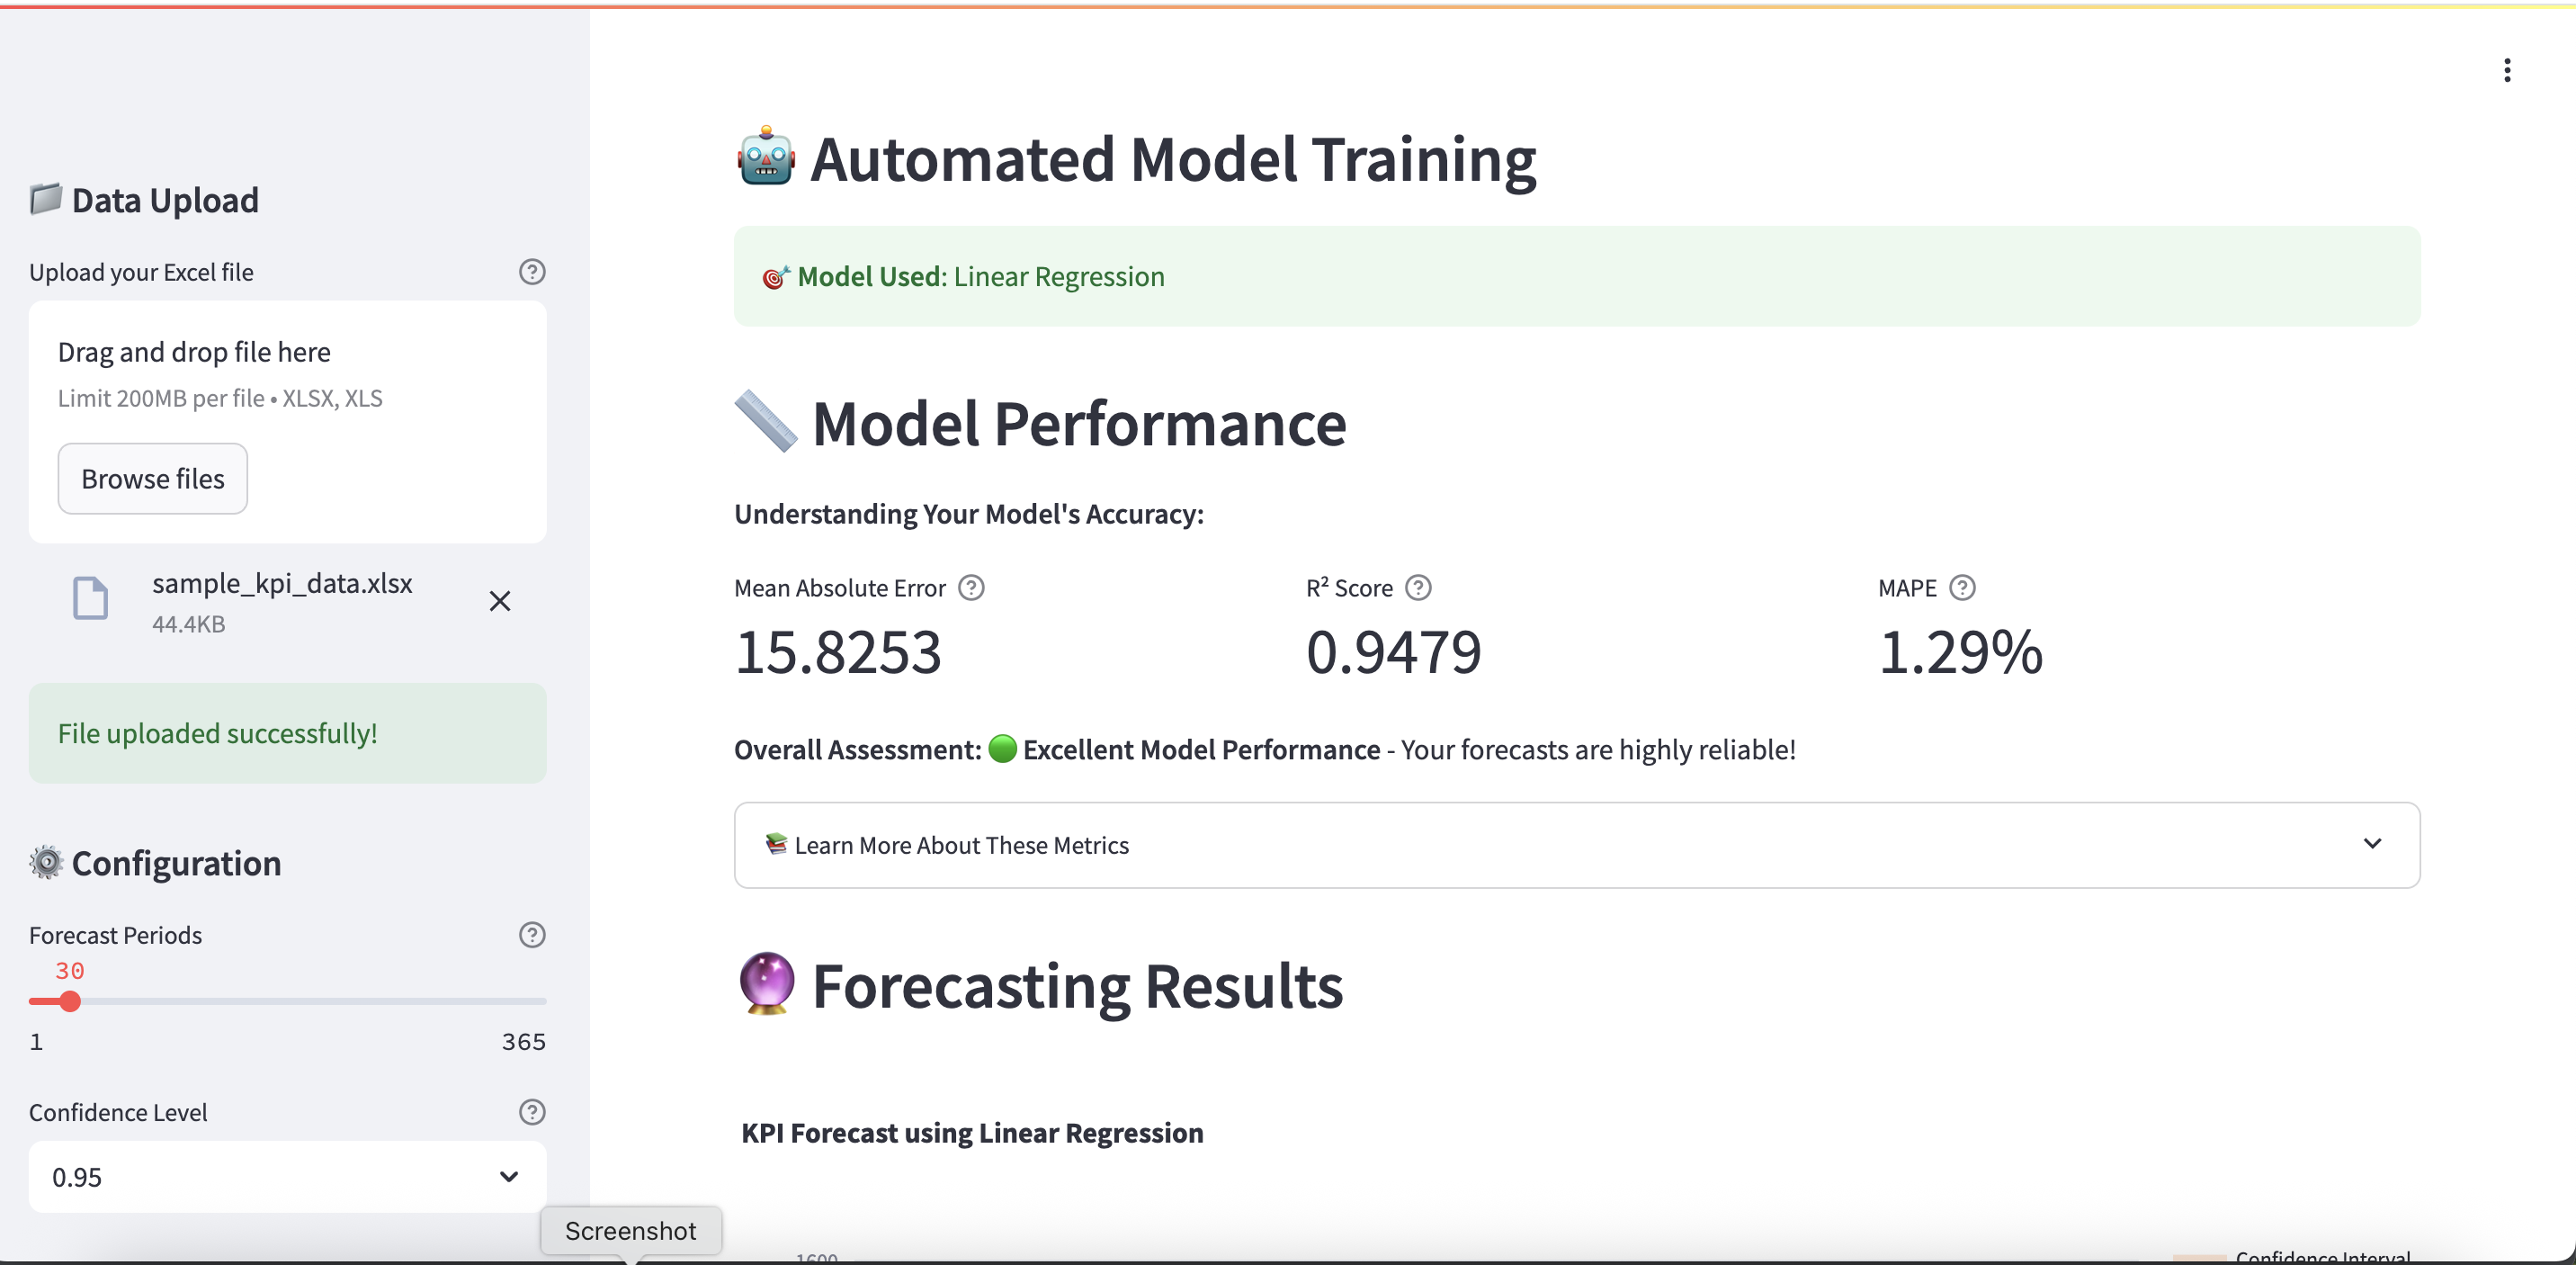 Data Upload
Upload your Excel file
Drag and drop file here
Limit 200MB per file • XLSX, XLS
Browse files
sample_kpi_data.xlsx
44.4KB
File uploaded successfully!
Configuration
Forecast Periods
30
1
365
Confidence Level
0.95
Screenshot
Automated Model Training
Model Used: Linear Regression
Model Performance
Understanding Your Model's Accuracy:
Mean Absolute Error
15.8253
R² Score
0.9479
MAPE
1.29%
Overall Assessment: Excellent Model Performance - Your forecasts are highly reliable!
Learn More About These Metrics
Forecasting Results
KPI Forecast using Linear Regression
1600
Confidence Interval